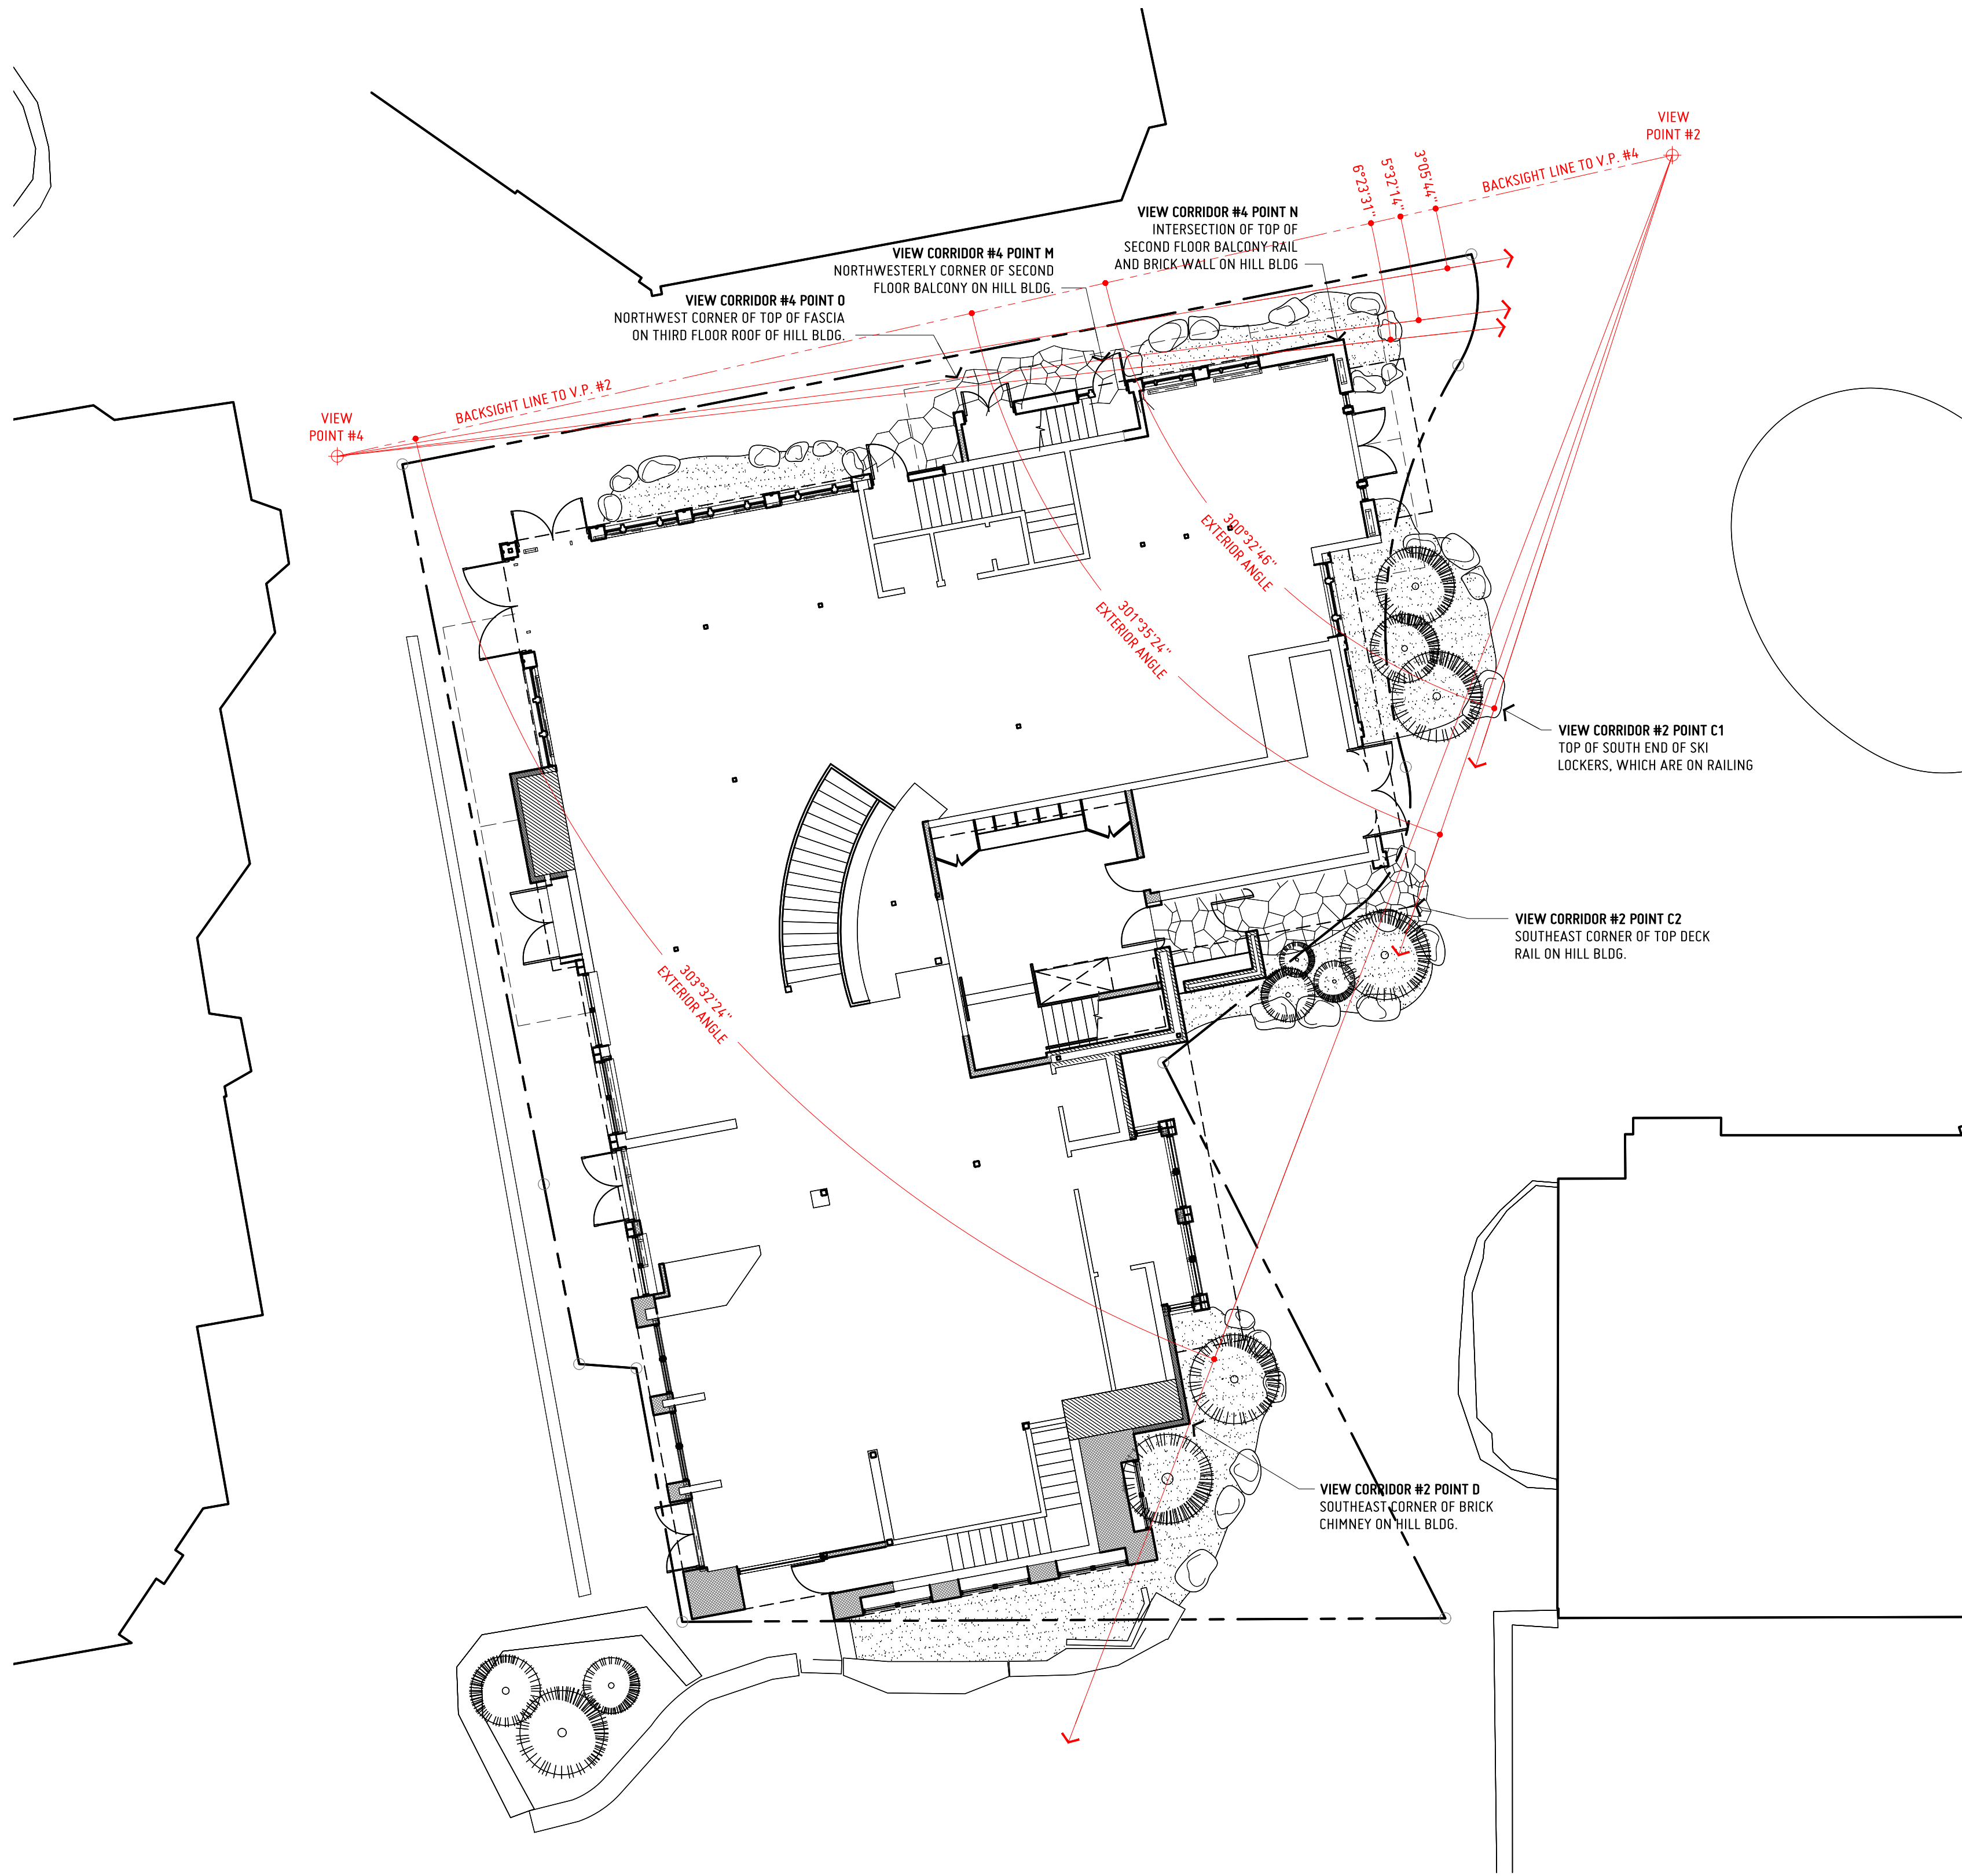 VIEW
POINT #2
BACKSIGHT LINE TO V.P. #4
3°05'44"
5°32'14"
6°23'31"
VIEW CORRIDOR #4 POINT N
INTERSECTION OF TOP OF
SECOND FLOOR BALCONY RAIL
AND BRICK WALL ON HILL BLDG
VIEW CORRIDOR #4 POINT M
NORTHWESTERLY CORNER OF SECOND
FLOOR BALCONY ON HILL BLDG.
VIEW CORRIDOR #4 POINT O
NORTHWEST CORNER OF TOP OF FASCIA
ON THIRD FLOOR ROOF OF HILL BLDG.
BACKSIGHT LINE TO V.P. #2
VIEW
POINT #4
300°32'46"
EXTERIOR ANGLE
301°35'24"
EXTERIOR ANGLE
VIEW CORRIDOR #2 POINT C1
TOP OF SOUTH END OF SKI
LOCKERS, WHICH ARE ON RAILING
VIEW CORRIDOR #2 POINT C2
SOUTHEAST CORNER OF TOP DECK
RAIL ON HILL BLDG.
303°32'24"
EXTERIOR ANGLE
VIEW CORRIDOR #2 POINT D
SOUTHEAST CORNER OF BRICK
CHIMNEY ON HILL BLDG.